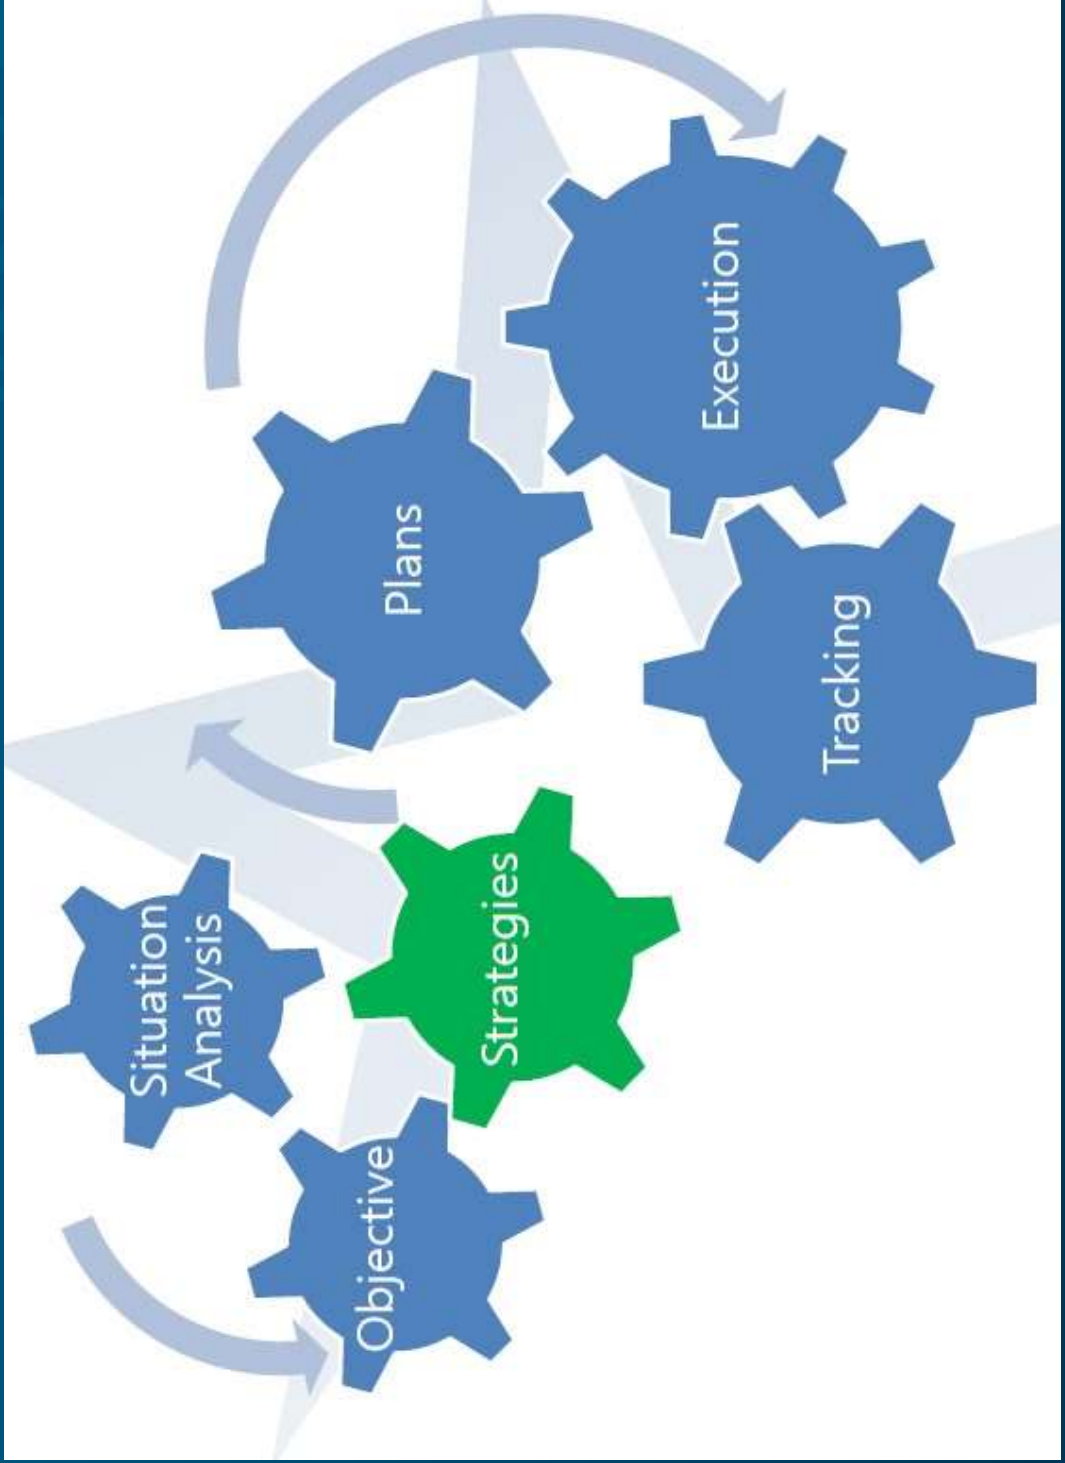 Situation
Analysis
Objective
Strategies
Plans
Execution
Tracking